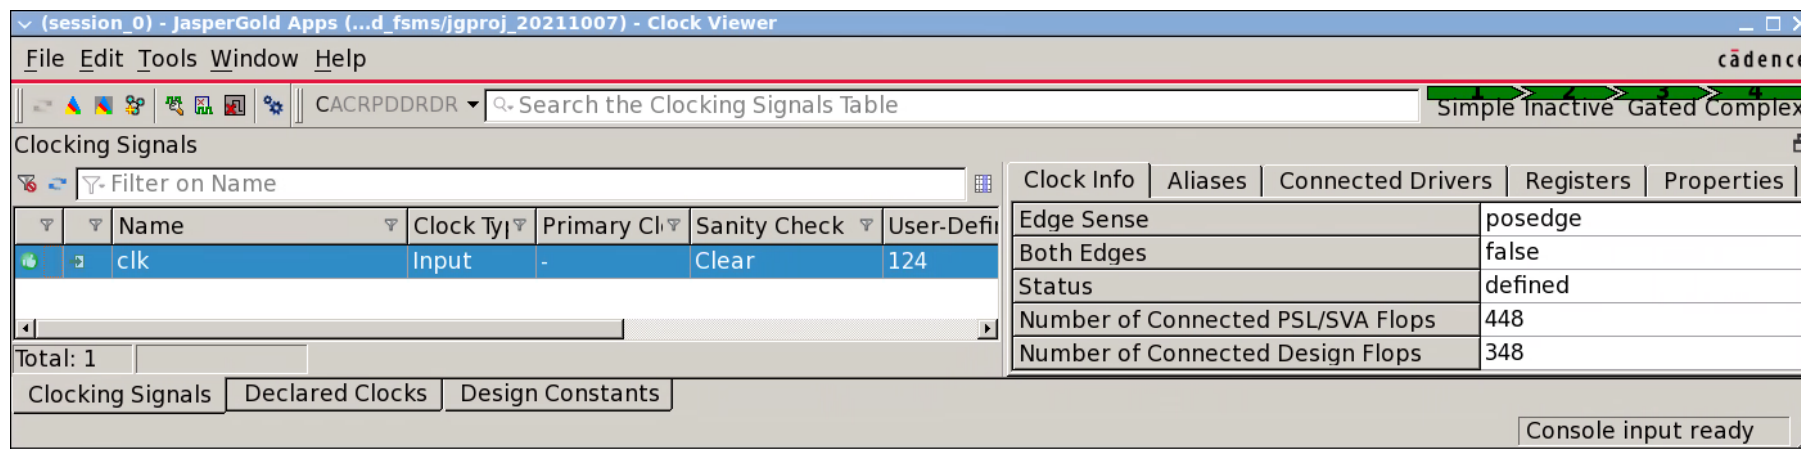 (session_0) - JasperGold Apps (...d_fsms/jgproj_20211007) - Clock Viewer
File Edit Tools Window Help
cādence
CACRPDDRDR
Search the Clocking Signals Table
1 2 3 4
Simple Inactive Gated Complex
Clocking Signals
Filter on Name
Name Clock Ty Primary Cl Sanity Check User-Defi
clk Input - Clear 124
Total: 1
Clock Info Aliases Connected Drivers Registers Properties
Edge Sense posedge
Both Edges false
Status defined
Number of Connected PSL/SVA Flops 448
Number of Connected Design Flops 348
Clocking Signals Declared Clocks Design Constants
Console input ready